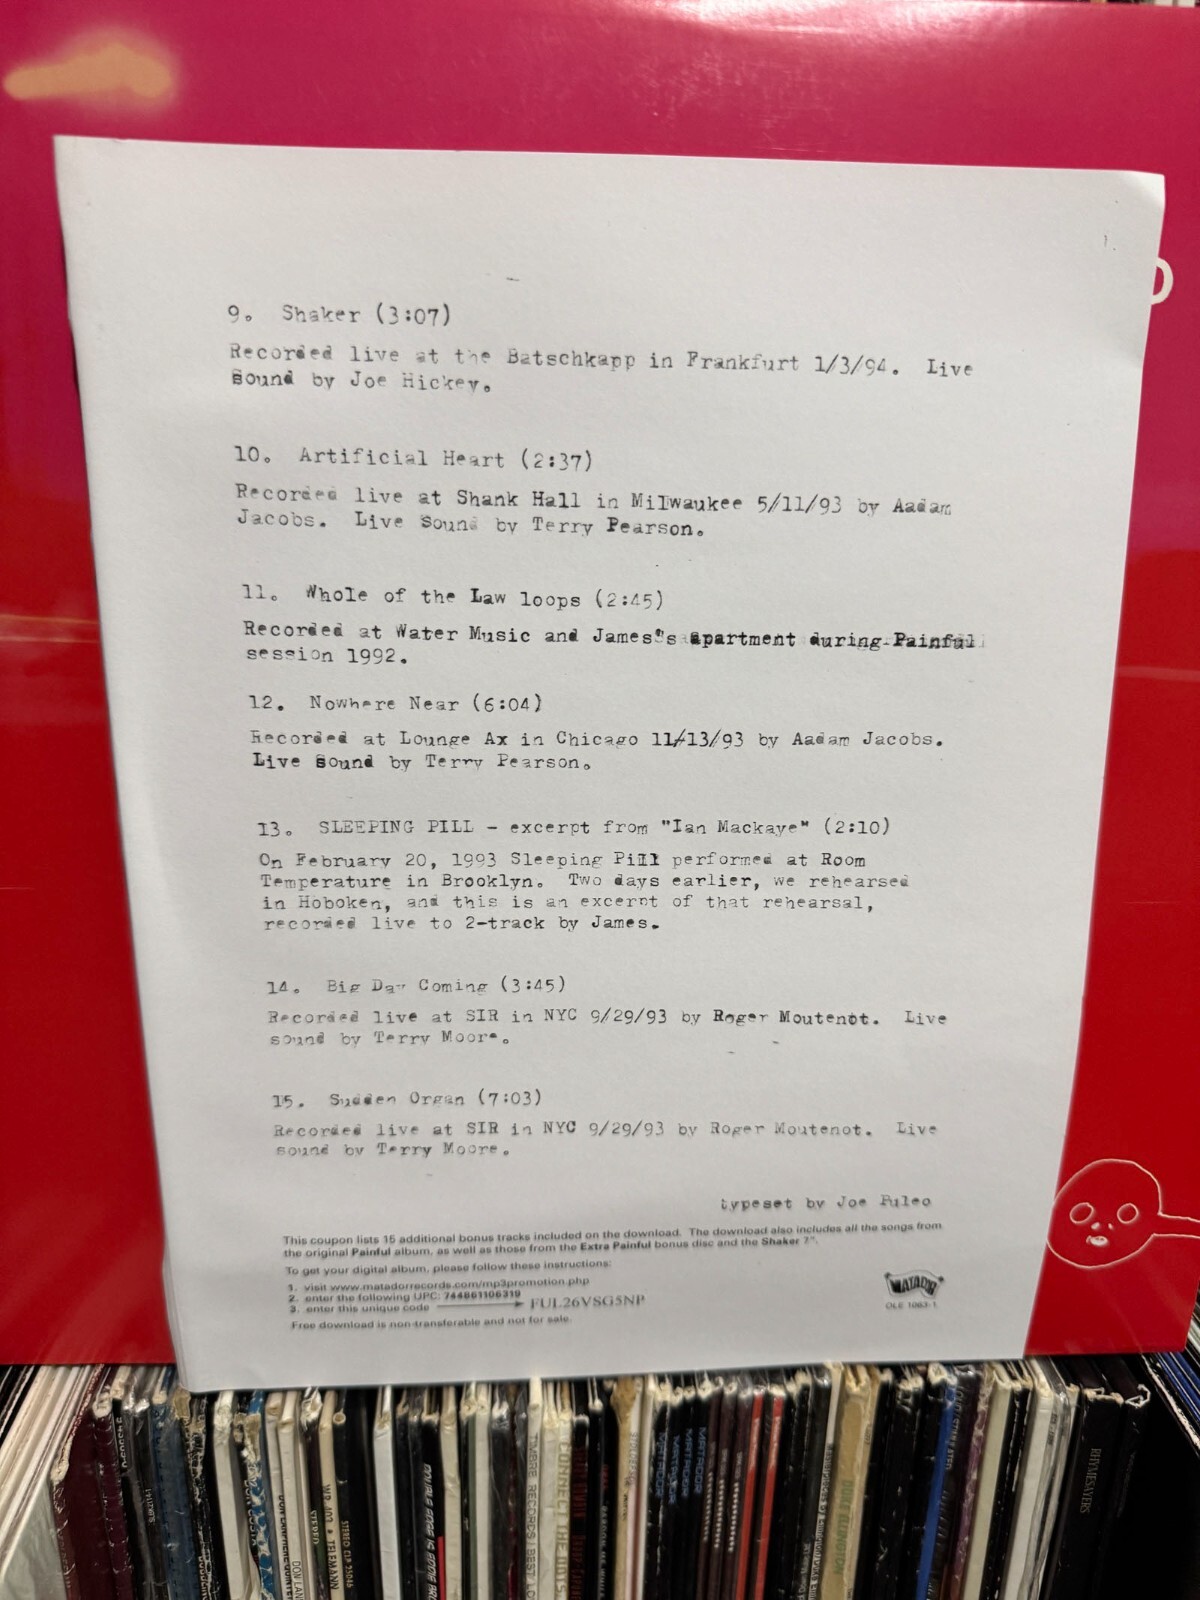 9. Shaker (3:07)
Recorded live at the Batschkapp in Frankfurt 1/3/94. Live
sound by Joe Hickey.
10. Artificial Heart (2:37)
Recorded live at Shank Hall in Milwaukee 5/11/93 by Aadam
Jacobs. Live sound by Terry Pearson.
11. Whole of the Law loops (2:45)
Recorded at Water Music and James's apartment during Painful
session 1992.
12. Nowhere Near (6:04)
Recorded at Lounge Ax in Chicago 11/13/93 by Aadam Jacobs.
Live sound by Terry Pearson.
13. SLEEPING PILL - excerpt from "Ian Mackaye" (2:10)
On February 20, 1993 Sleeping Pill performed at Room
Temperature in Brooklyn. Two days earlier, we rehearsed
in Hoboken, and this is an excerpt of that rehearsal,
recorded live to 2-track by James.
14. Big Day Coming (3:45)
Recorded live at SIR in NYC 9/29/93 by Roger Moutenot. Live
sound by Terry Moore.
15. Sudden Organ (7:03)
Recorded live at SIR in NYC 9/29/93 by Roger Moutenot. Live
sound by Terry Moore.
typeset by Joe Puleo
This coupon lists 15 additional bonus tracks included on the download. The download also includes all the songs from
the original Painful album, as well as those from the Extra Painful bonus disc and the Shaker 7".
To get your digital album, please follow these instructions:
1. visit www.matadorrecords.com/mp3promotion.php
2. enter the following UPC: 744861106319
3. enter this unique code FUL26VSG5NP
Free download is non-transferable and not for sale.
MATADOR
OLE 1063-1
MATADOR
MATADOR
MATADOR
RHYMESAYERS